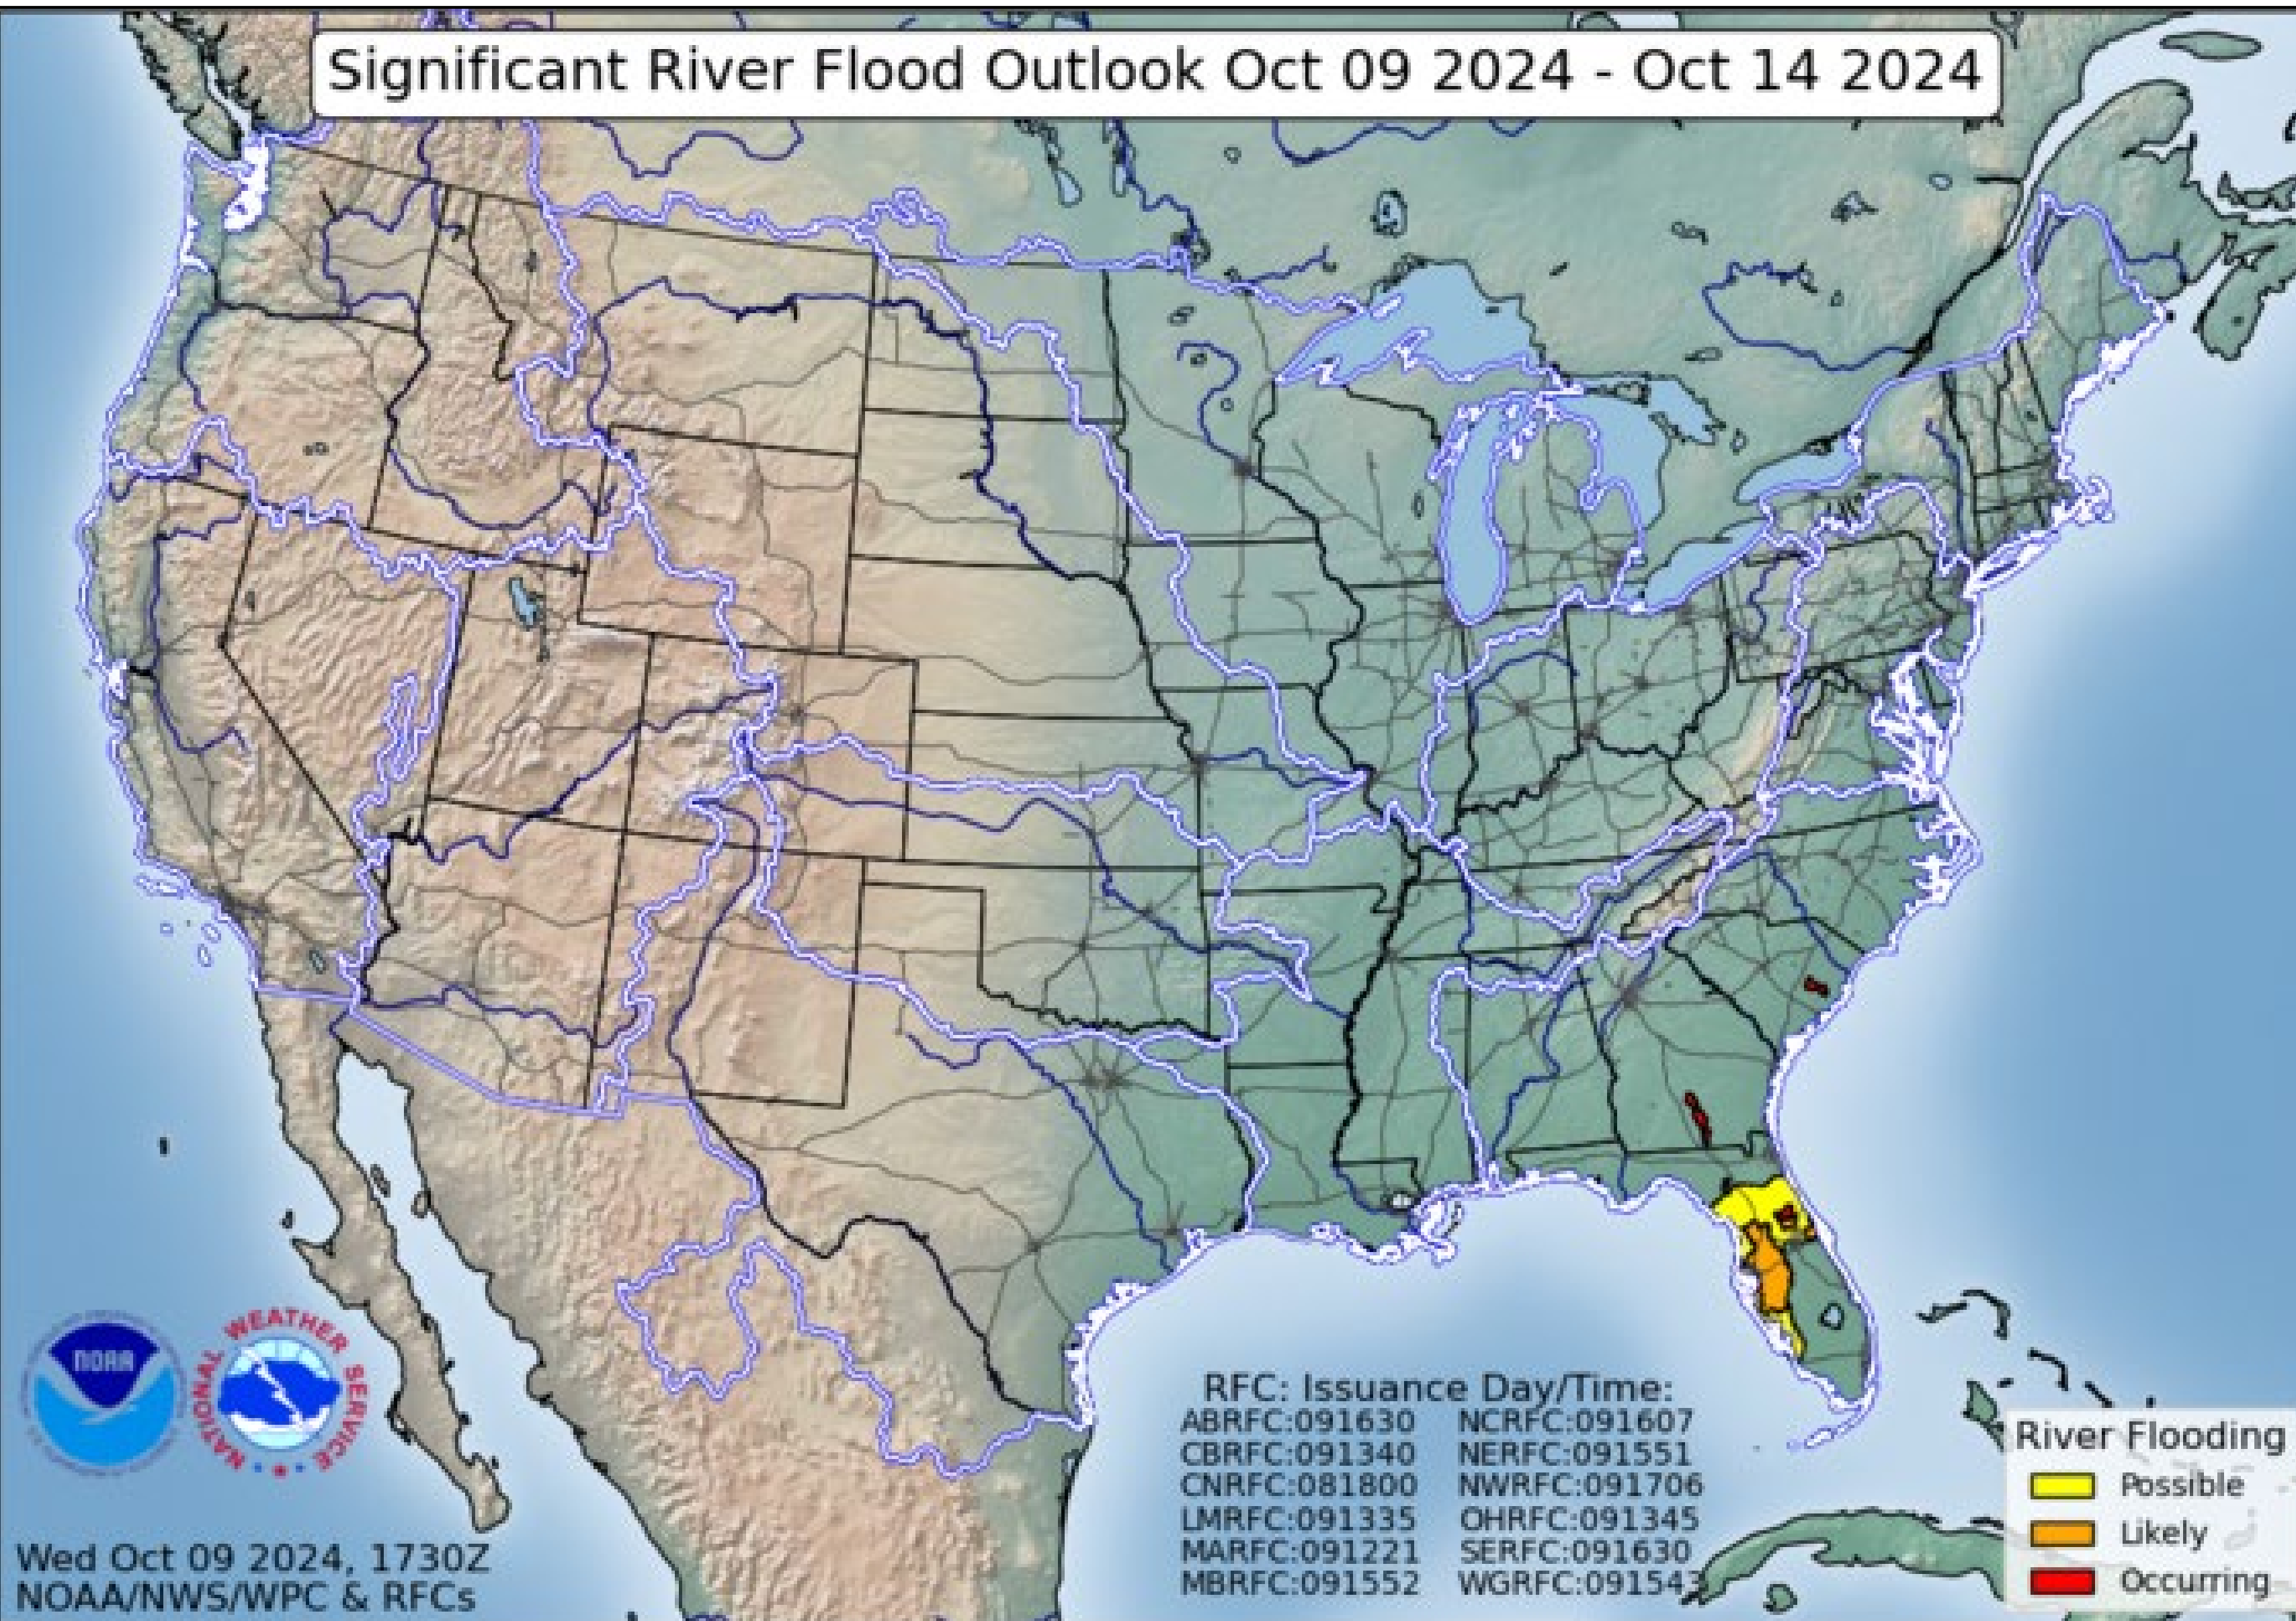 Significant River Flood Outlook Oct 09 2024 - Oct 14 2024
NOAA
NATIONAL WEATHER SERVICE
RFC: Issuance Day/Time:
ABRFC:091630 NCRFC:091607
CBRFC:091340 NERFC:091551
CNRFC:081800 NWRFC:091706
LMRFC:091335 OHRFC:091345
MARFC:091221 SERFC:091630
MBRFC:091552 WGRFC:091543
Wed Oct 09 2024, 1730Z
NOAA/NWS/WPC & RFCs
River Flooding
Possible
Likely
Occurring